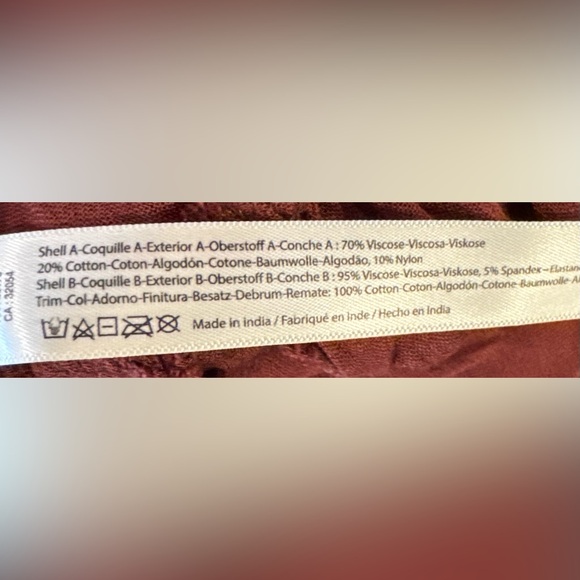 Shell A-Coquille A-Exterior A-Oberstoff A-Conche A : 70% Viscose-Viscosa-Viskose
20% Cotton-Coton-Algodón-Cotone-Baumwolle-Algodão, 10% Nylon
Shell B-Coquille B-Exterior B-Oberstoff B-Conche B : 95% Viscose-Viscosa-Viskose, 5% Spandex–Elastan
Trim-Col-Adorno-Finitura-Besatz-Debrum-Remate: 100% Cotton-Coton-Algodón-Cotone-Baumwolle-Al
Made in India / Fabriqué en Inde / Hecho en India
CA : 32054